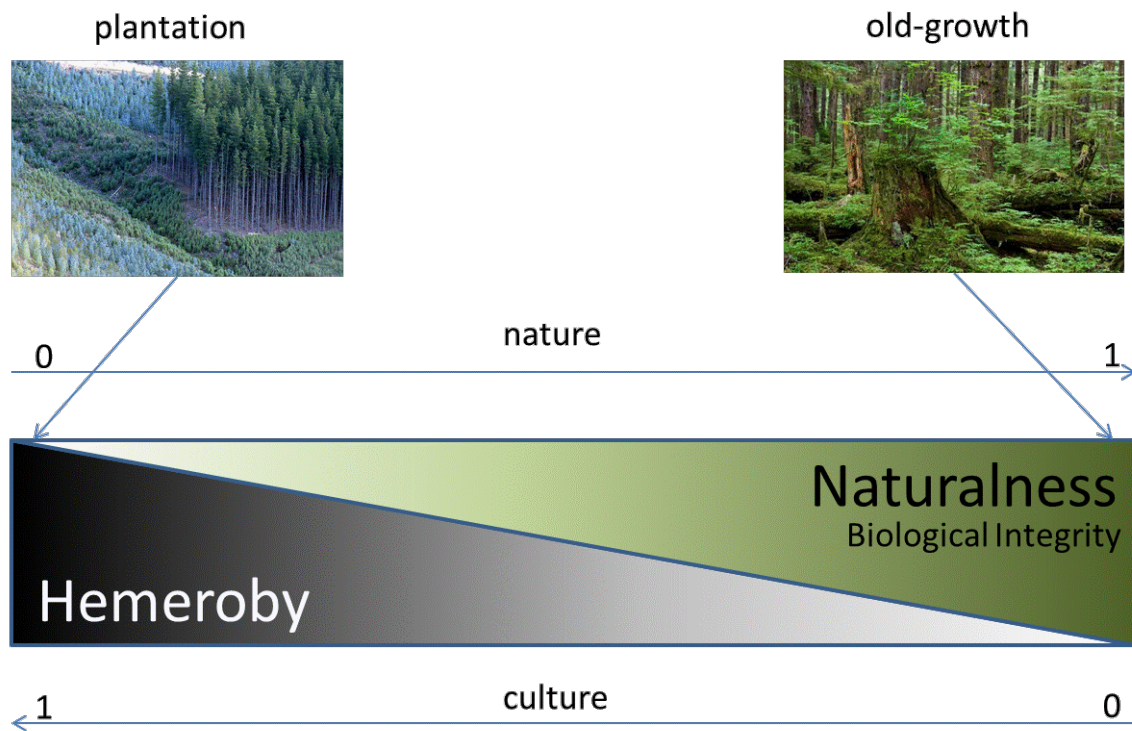 plantation
old-growth
nature
0
1
Naturalness
Biological Integrity
Hemeroby
culture
1
0